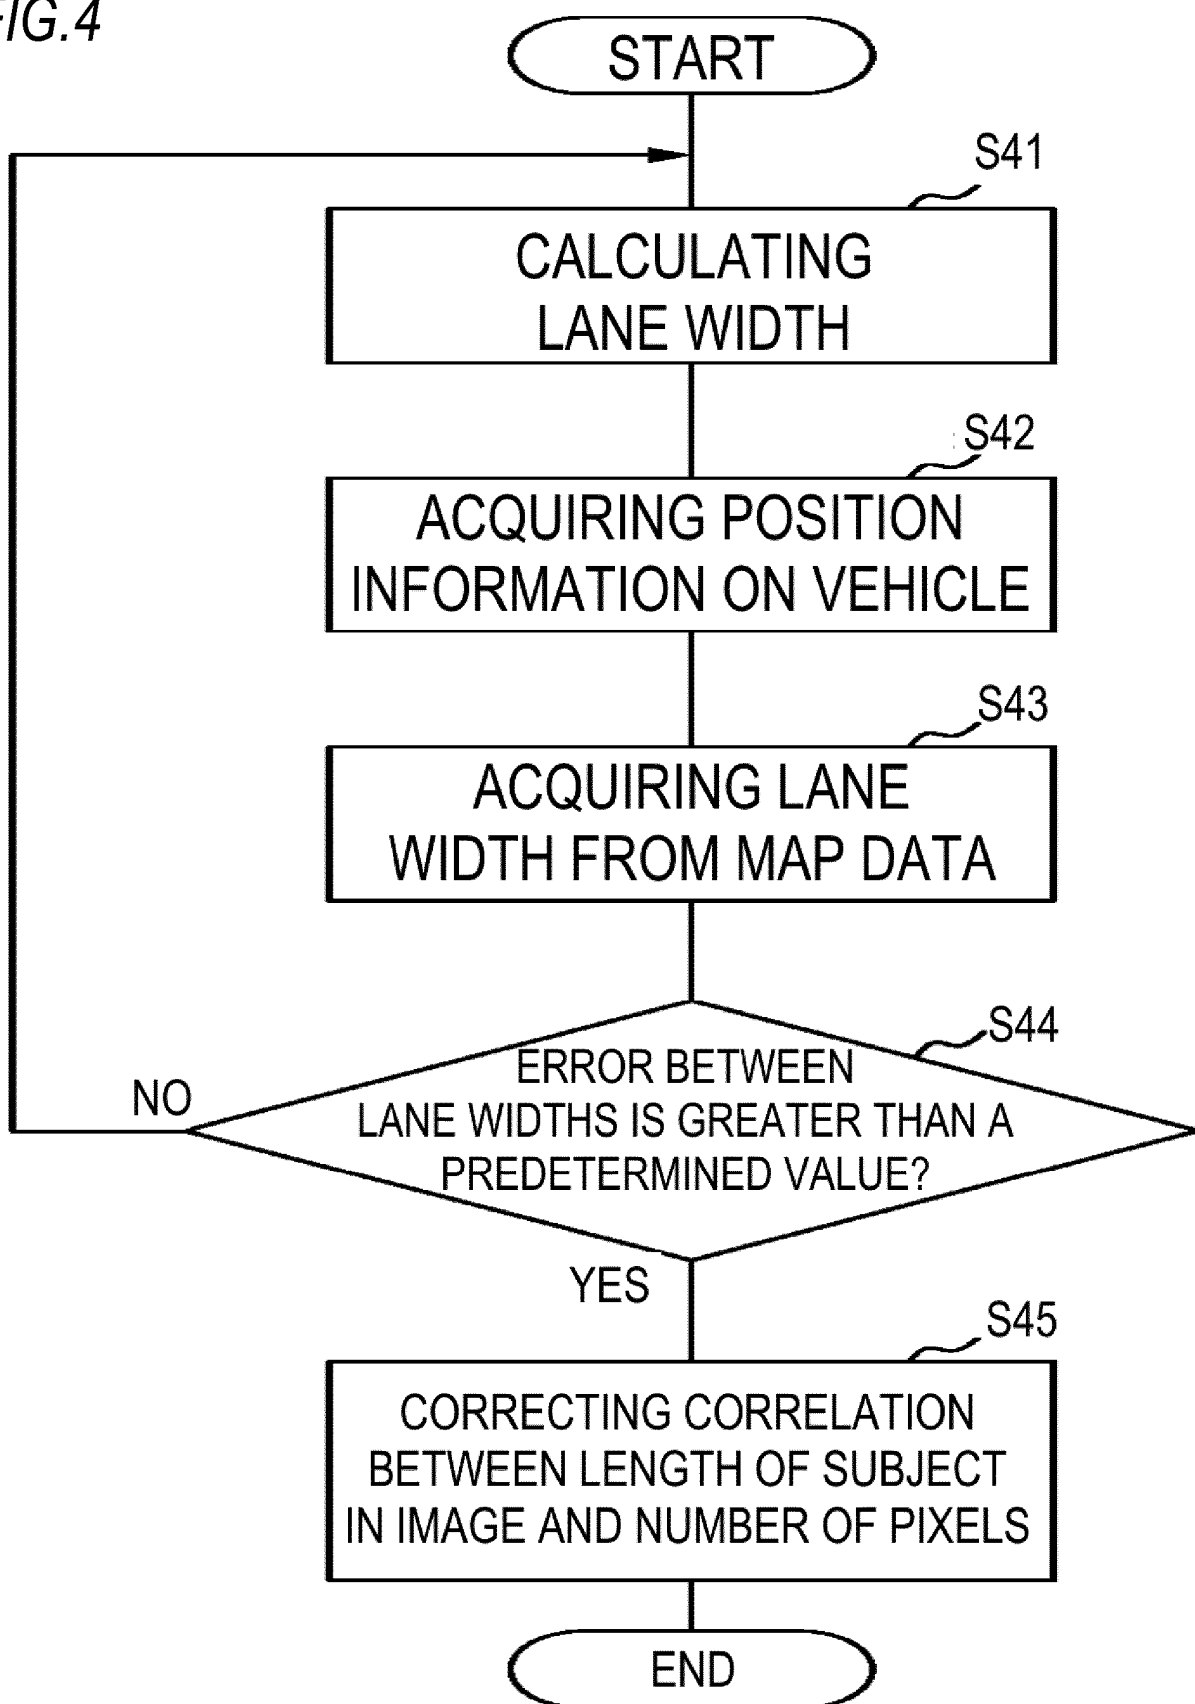 FIG.4
START
S41
CALCULATING
LANE WIDTH
S42
ACQUIRING POSITION
INFORMATION ON VEHICLE
S43
ACQUIRING LANE
WIDTH FROM MAP DATA
S44
ERROR BETWEEN
LANE WIDTHS IS GREATER THAN A
PREDETERMINED VALUE?
NO
YES
S45
CORRECTING CORRELATION
BETWEEN LENGTH OF SUBJECT
IN IMAGE AND NUMBER OF PIXELS
END